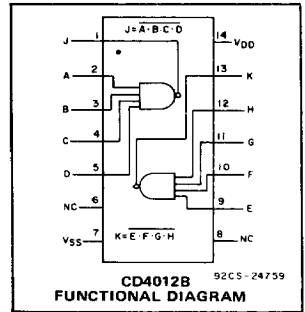 J=A·B·C·D
J 1
14 VDD
A 2
13 K
B 3
12 H
C 4
11 G
D 5
10 F
NC 6
9 E
VSS 7
K=E·F·G·H
8 NC
CD4012B
92CS-24759
FUNCTIONAL DIAGRAM